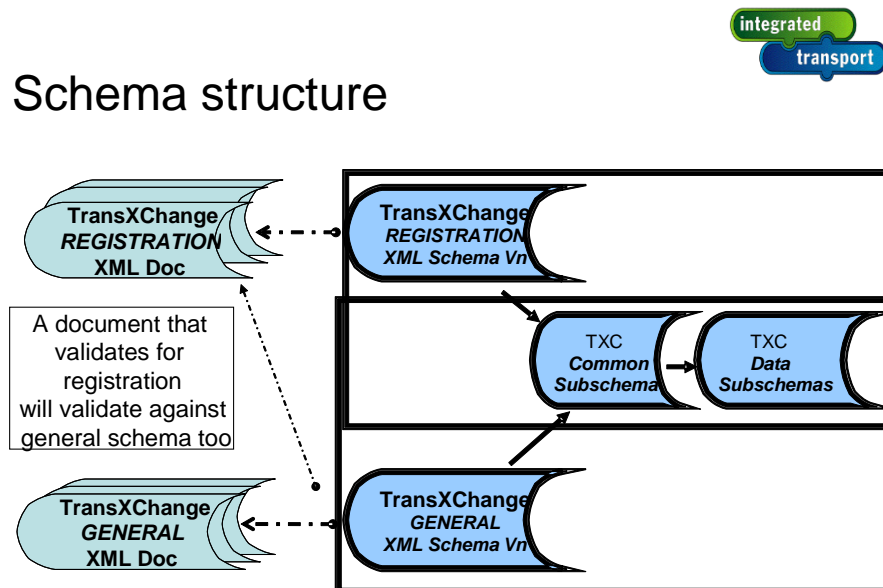 integrated
transport
Schema structure
TransXChange
REGISTRATION
XML Doc
TransXChange
REGISTRATION
XML Schema Vn
A document that
validates for
registration
will validate against
general schema too
TXC
Common
Subschema
TXC
Data
Subschemas
TransXChange
GENERAL
XML Doc
TransXChange
GENERAL
XML Schema Vn